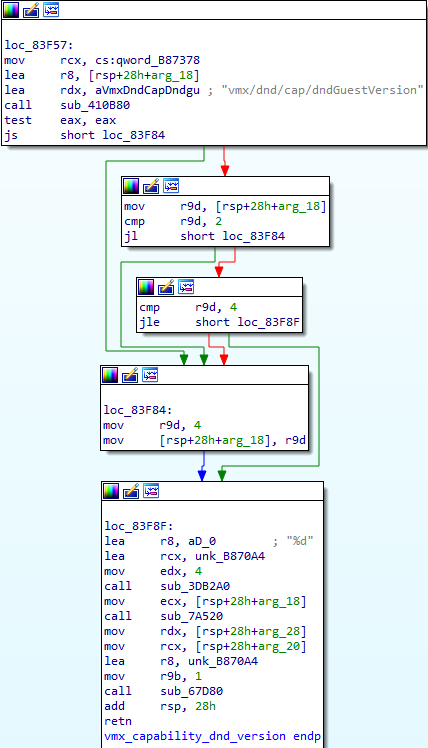 loc_83F57:
mov rcx, cs:qword_B87378
lea r8, [rsp+28h+arg_18]
lea rdx, aVmxDndCapDndgu ; "vmx/dnd/cap/dndGuestVersion"
call sub_410B80
test eax, eax
js short loc_83F84
mov r9d, [rsp+28h+arg_18]
cmp r9d, 2
jl short loc_83F84
cmp r9d, 4
jle short loc_83F8F
loc_83F84:
mov r9d, 4
mov [rsp+28h+arg_18], r9d
loc_83F8F:
lea r8, aD_0 ; "%d"
lea rcx, unk_B870A4
mov edx, 4
call sub_3DB2A0
mov ecx, [rsp+28h+arg_18]
call sub_7A520
mov rdx, [rsp+28h+arg_28]
mov rcx, [rsp+28h+arg_20]
lea r8, unk_B870A4
mov r9b, 1
call sub_67D80
add rsp, 28h
retn
vmx_capability_dnd_version endp